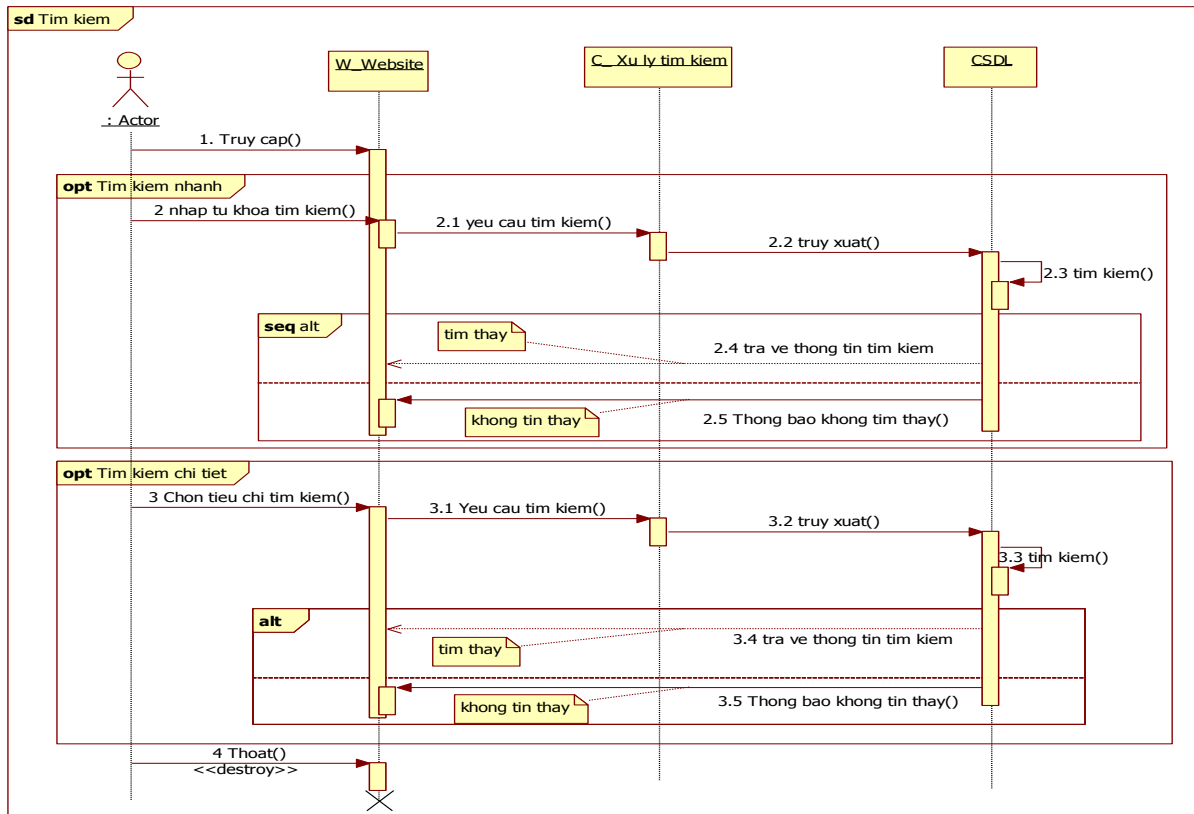 sd Tim kiem
W_Website
C_ Xu ly tim kiem
CSDL
: Actor
1. Truy cap()
opt Tim kiem nhanh
2 nhap tu khoa tim kiem()
2.1 yeu cau tim kiem()
2.2 truy xuat()
2.3 tim kiem()
seq alt
tim thay
2.4 tra ve thong tin tim kiem
khong tin thay
2.5 Thong bao khong tim thay()
opt Tim kiem chi tiet
3 Chon tieu chi tim kiem()
3.1 Yeu cau tim kiem()
3.2 truy xuat()
3.3 tim kiem()
alt
tim thay
3.4 tra ve thong tin tim kiem
khong tin thay
3.5 Thong bao khong tin thay()
4 Thoat()
<<destroy>>